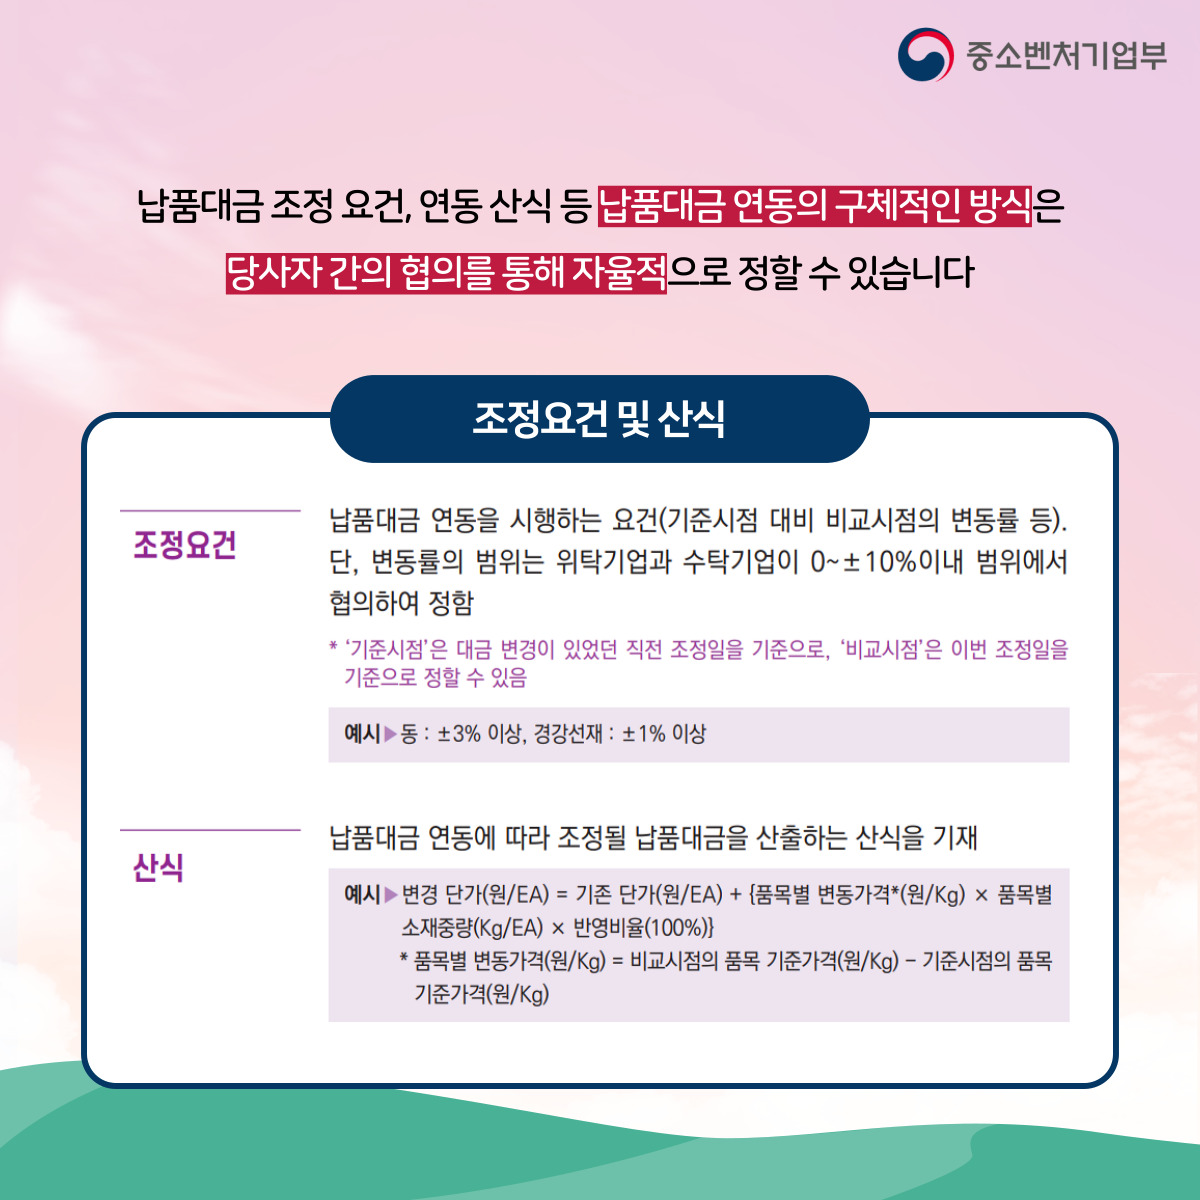 중소벤처기업부
납품대금 조정 요건, 연동 산식 등 납품대금 연동의 구체적인 방식은
당사자 간의 협의를 통해 자율적으로 정할 수 있습니다
조정요건 및 산식
조정요건
납품대금 연동을 시행하는 요건(기준시점 대비 비교시점의 변동률 등).
단, 변동률의 범위는 위탁기업과 수탁기업이 0~±10%이내 범위에서
협의하여 정함
* ‘기준시점’은 대금 변경이 있었던 직전 조정일을 기준으로, ‘비교시점’은 이번 조정일을
기준으로 정할 수 있음
예시▶동 : ±3% 이상, 경강선재 : ±1% 이상
산식
납품대금 연동에 따라 조정될 납품대금을 산출하는 산식을 기재
예시▶변경 단가(원/EA) = 기존 단가(원/EA) + {품목별 변동가격*(원/Kg) × 품목별
소재중량(Kg/EA) × 반영비율(100%)}
* 품목별 변동가격(원/Kg) = 비교시점의 품목 기준가격(원/Kg) – 기준시점의 품목
기준가격(원/Kg)